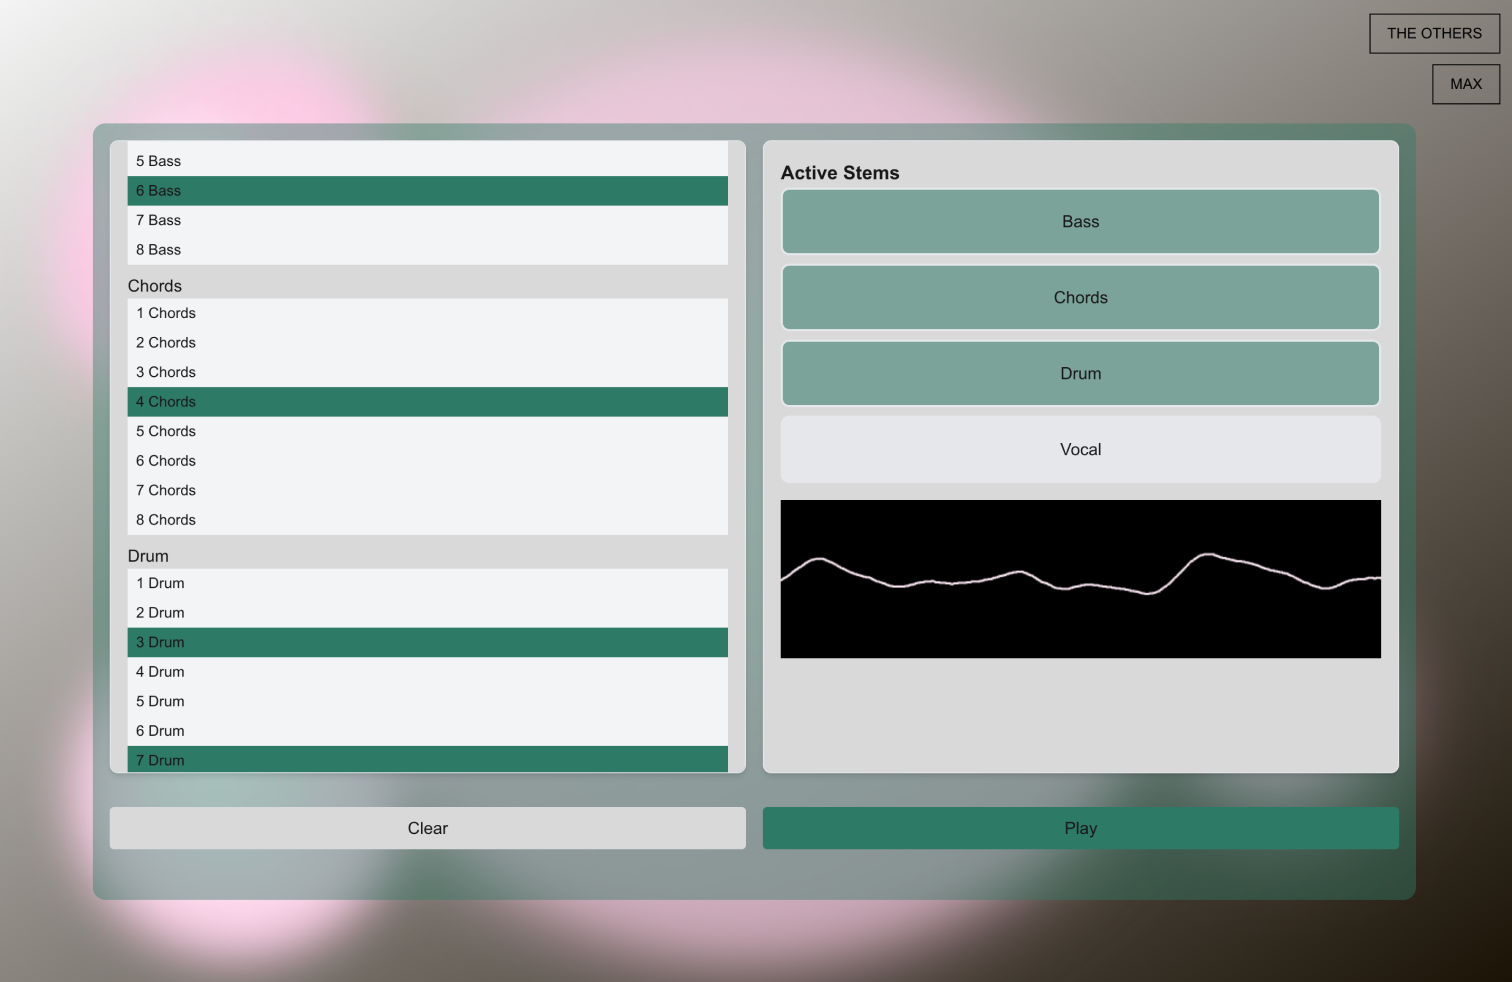 THE OTHERS
MAX
5 Bass
6 Bass
7 Bass
8 Bass
Chords
1 Chords
2 Chords
3 Chords
4 Chords
5 Chords
6 Chords
7 Chords
8 Chords
Drum
1 Drum
2 Drum
3 Drum
4 Drum
5 Drum
6 Drum
7 Drum
Clear
Active Stems
Bass
Chords
Drum
Vocal
Play